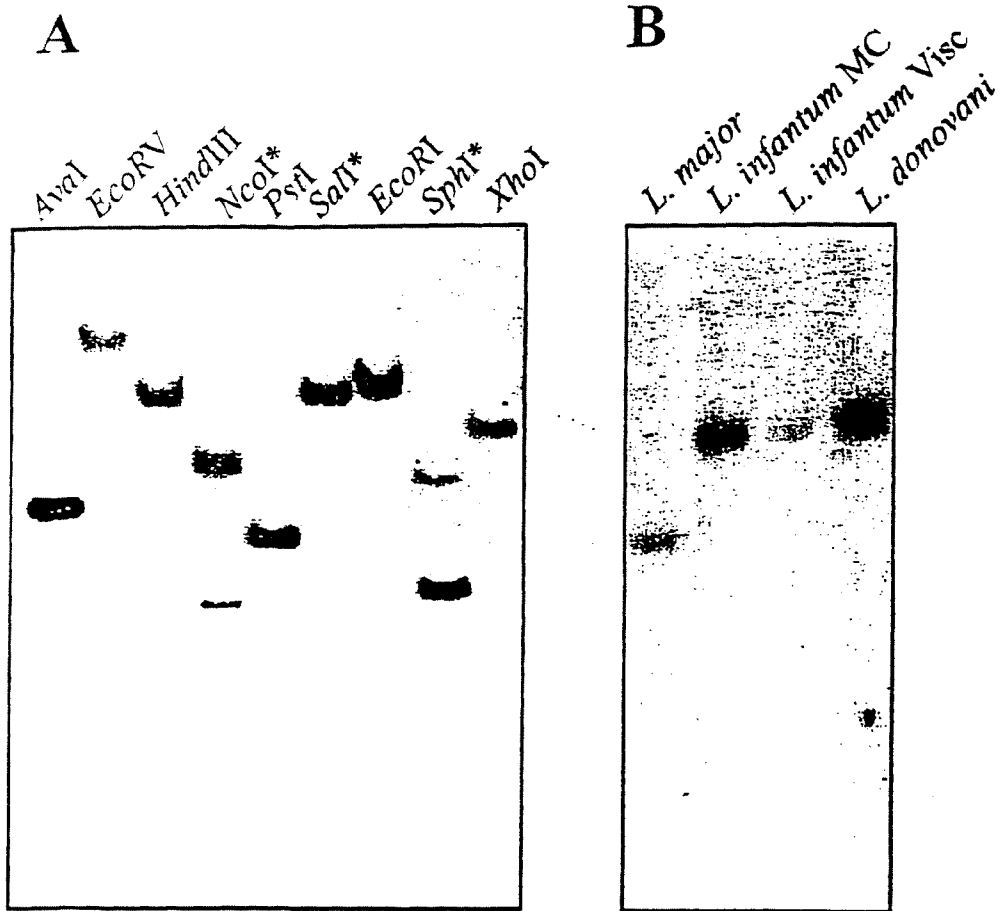 A
AvaI
EcoRV
HindIII
NcoI*
PstI
SalI*
EcoRI
SphI*
XhoI
B
L. major
L. infantum MC
L. infantum Visc
L. donovani